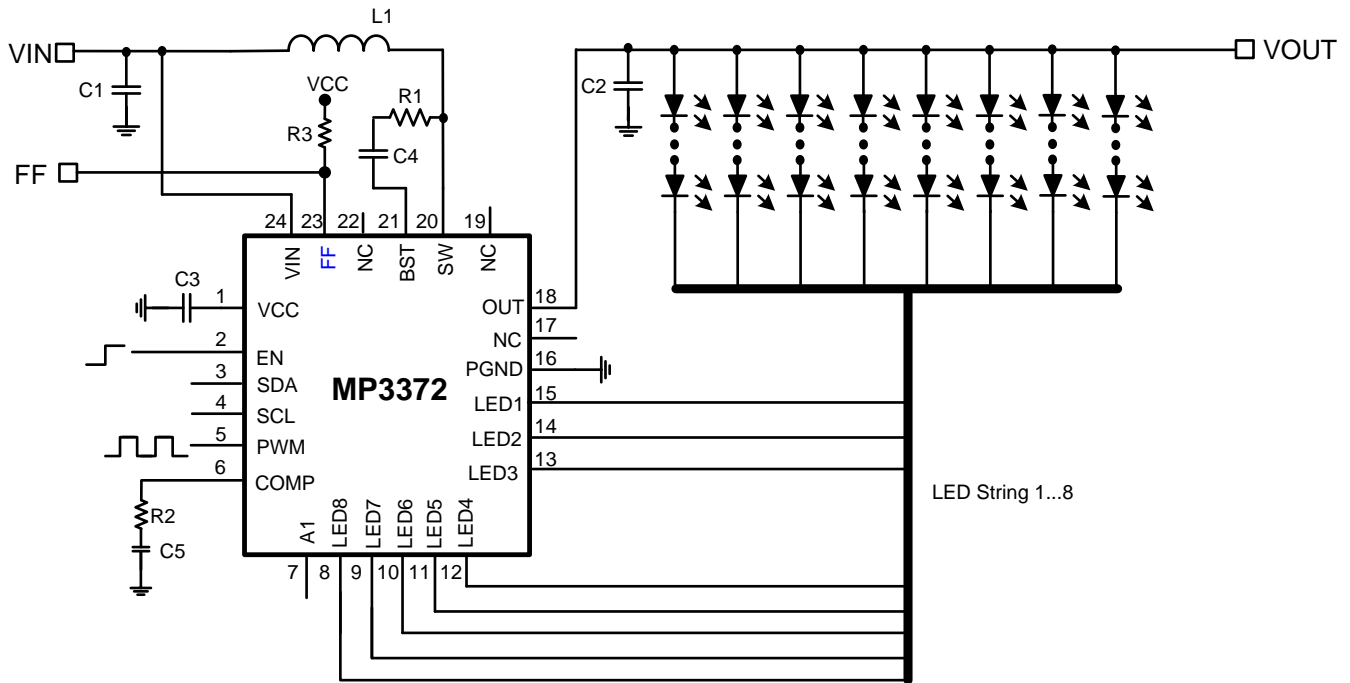 L1
VIN
VOUT
C1
VCC
R1
C2
R3
C4
FF
24
23
22
21
20
19
VIN
FF
NC
BST
SW
NC
C3
1
VCC
OUT
18
NC
17
2
EN
PGND
16
3
SDA
MP3372
LED1
15
4
SCL
LED2
14
5
PWM
LED3
13
6
COMP
LED String 1...8
R2
C5
A1
LED8
LED7
LED6
LED5
LED4
7
8
9
10
11
12